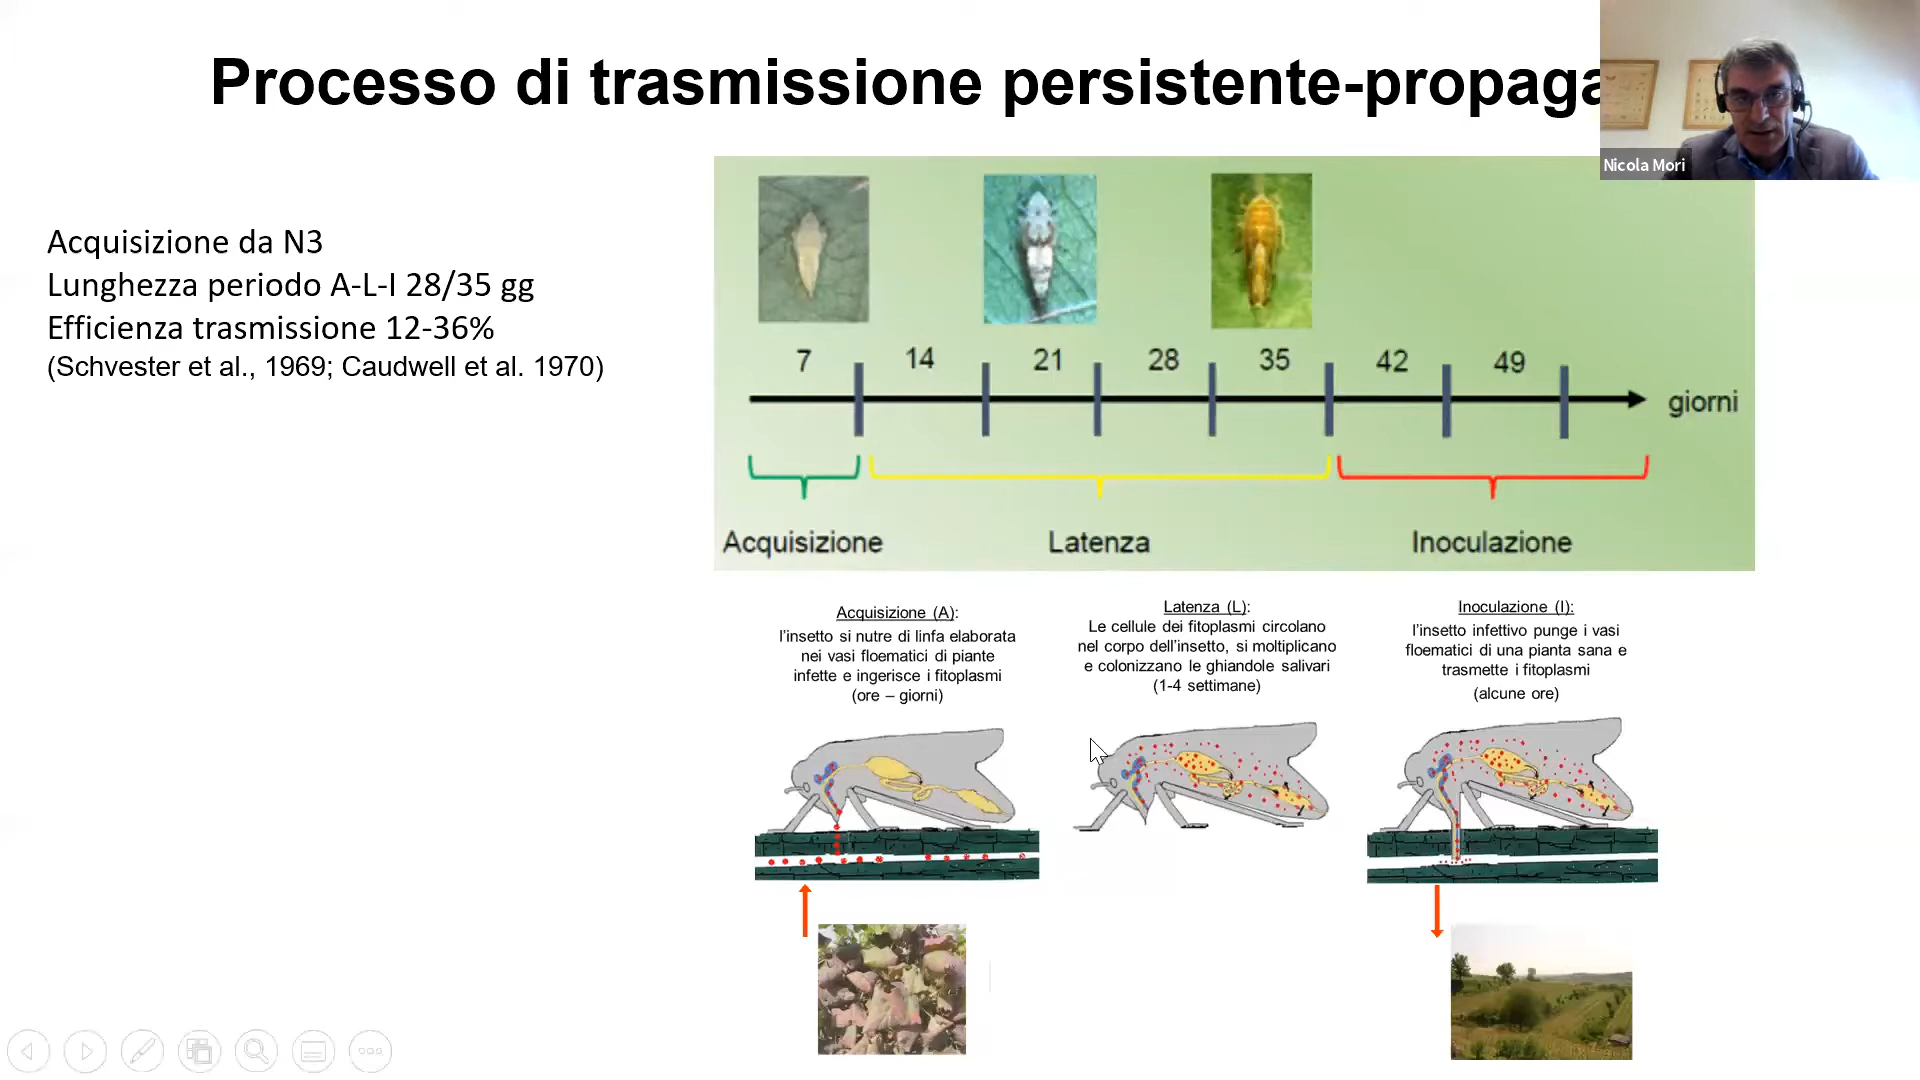 Processo di trasmissione persistente-propaga
Nicola Mori
Acquisizione da N3
Lunghezza periodo A-L-I 28/35 gg
Efficienza trasmissione 12-36%
(Schvester et al., 1969; Caudwell et al. 1970)
7 14 21 28 35 42 49
giorni
Acquisizione Latenza Inoculazione
Acquisizione (A):
l'insetto si nutre di linfa elaborata
nei vasi floematici di piante
infette e ingerisce i fitoplasmi
(ore – giorni)
Latenza (L):
Le cellule dei fitoplasmi circolano
nel corpo dell'insetto, si moltiplicano
e colonizzano le ghiandole salivari
(1-4 settimane)
Inoculazione (I):
l'insetto infettivo punge i vasi
floematici di una pianta sana e
trasmette i fitoplasmi
(alcune ore)